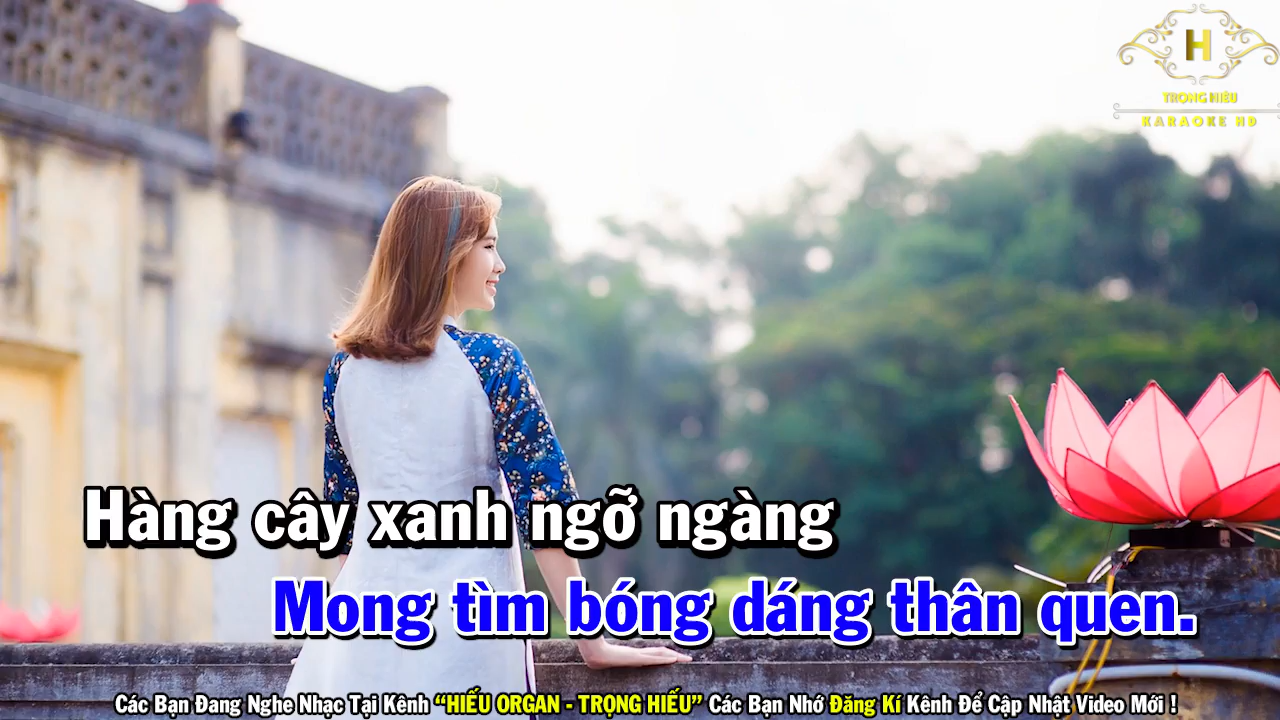 H
TRỌNG HIẾU
KARAOKE HD
Hàng cây xanh ngỡ ngàng
Mong tìm bóng dáng thân quen.
Các Bạn Đang Nghe Nhạc Tại Kênh “HIẾU ORGAN - TRỌNG HIẾU” Các Bạn Nhớ Đăng Kí Kênh Để Cập Nhật Video Mới !